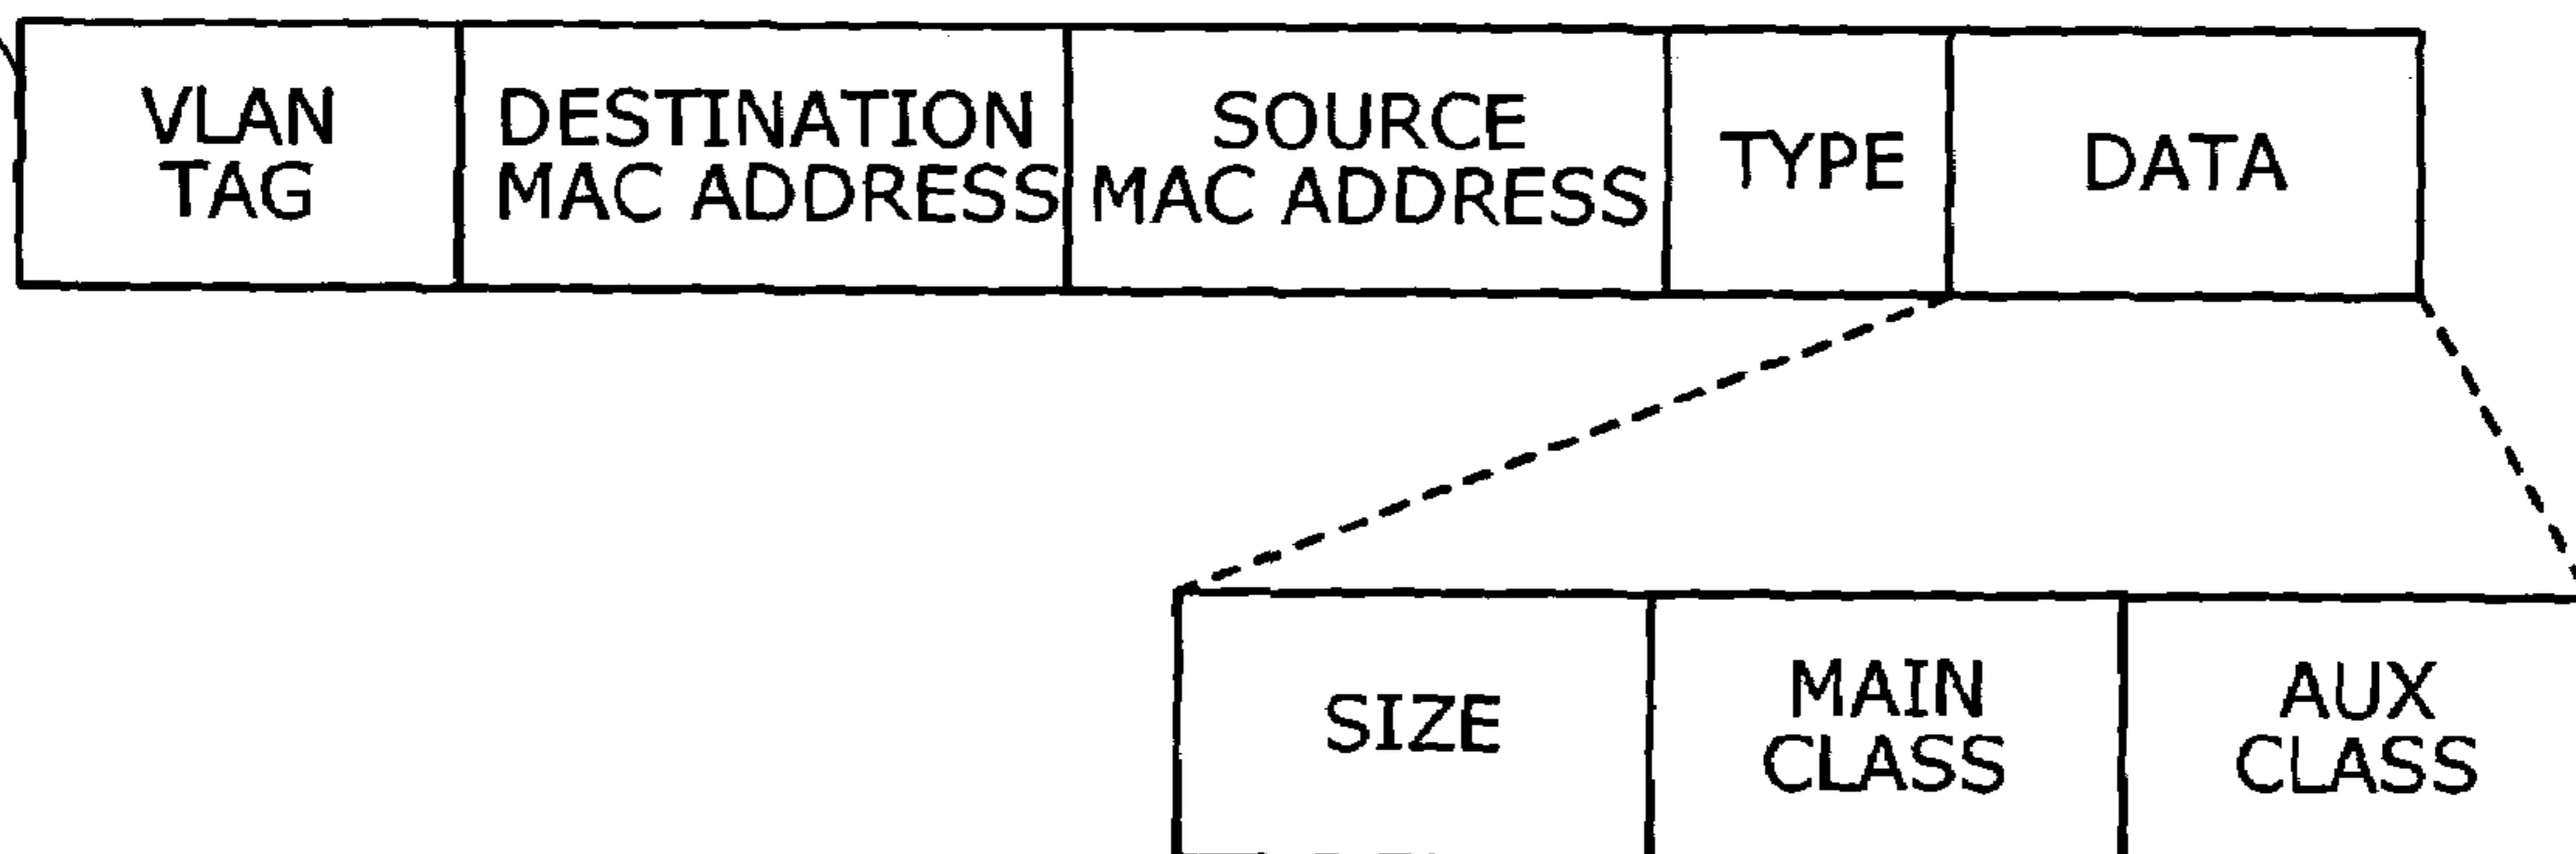 VLAN
TAG
DESTINATION
MAC ADDRESS
SOURCE
MAC ADDRESS
TYPE
DATA
SIZE
MAIN
CLASS
AUX
CLASS